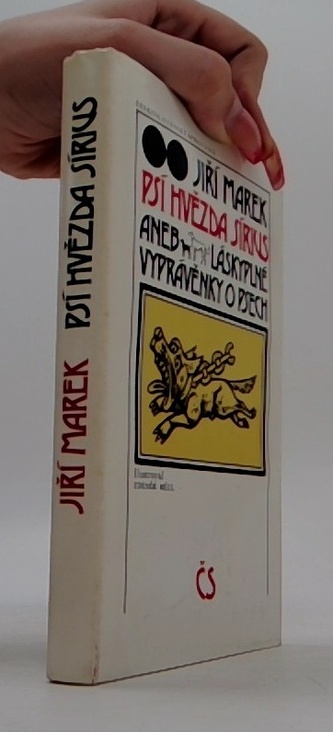 JIŘÍ MAREK PSÍ HVĚZDA SÍRIUS
JIŘÍ MAREK
PSÍ HVĚZDA SÍRIUS
ANEB LÁSKYPLNÉ
VYPRÁVĚNKY O PSECH
ČS